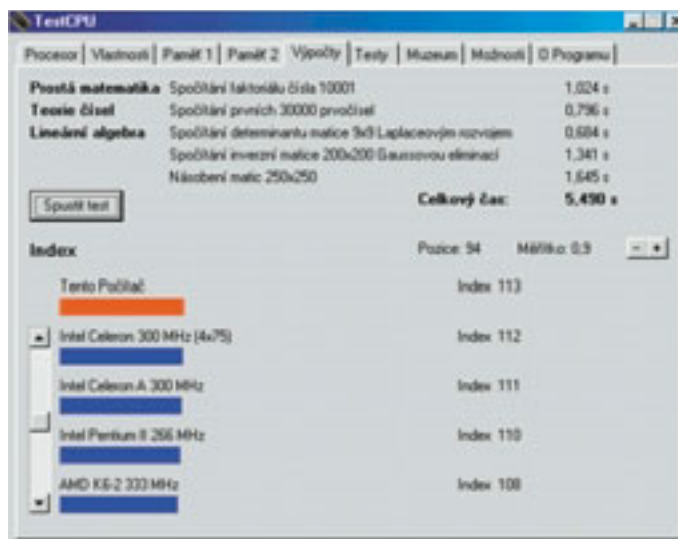 TestCPU
Procesor Vlastnosti Paměť 1 Paměť 2 Výpočty Testy Muzeum Možnosti O Programu
Prostá matematika Spočítání faktoriálu čísla 10001 1,024 s
Teorie čísel Spočítání prvních 30000 prvočísel 0,796 s
Lineární algebra Spočítání determinantu matice 9x9 Laplaceovým rozvojem 0,684 s
Spočítání inverzní matice 200x200 Gaussovou eliminací 1,341 s
Násobení matic 250x250 1,645 s
Spustit test Celkový čas: 5,490 s
Index Pozice: 94 Měřítko: 0,9 - +
Tento Počítač Index 113
Intel Celeron 300 MHz (4x75) Index 112
Intel Celeron A 300 MHz Index 111
Intel Pentium II 266 MHz Index 110
AMD K6-2 333 MHz Index 108